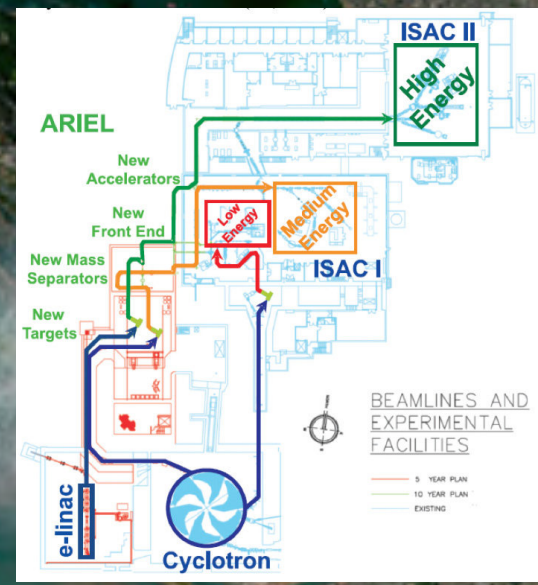 ISAC II
High
Energy
ARIEL
New
Accelerators
New
Front End
Low
Energy
Medium
Energy
New Mass
Separators
ISAC I
New
Targets
BEAMLINES AND
EXPERIMENTAL
FACILITIES
5 YEAR PLAN
10 YEAR PLAN
EXISTING
e-linac
Cyclotron